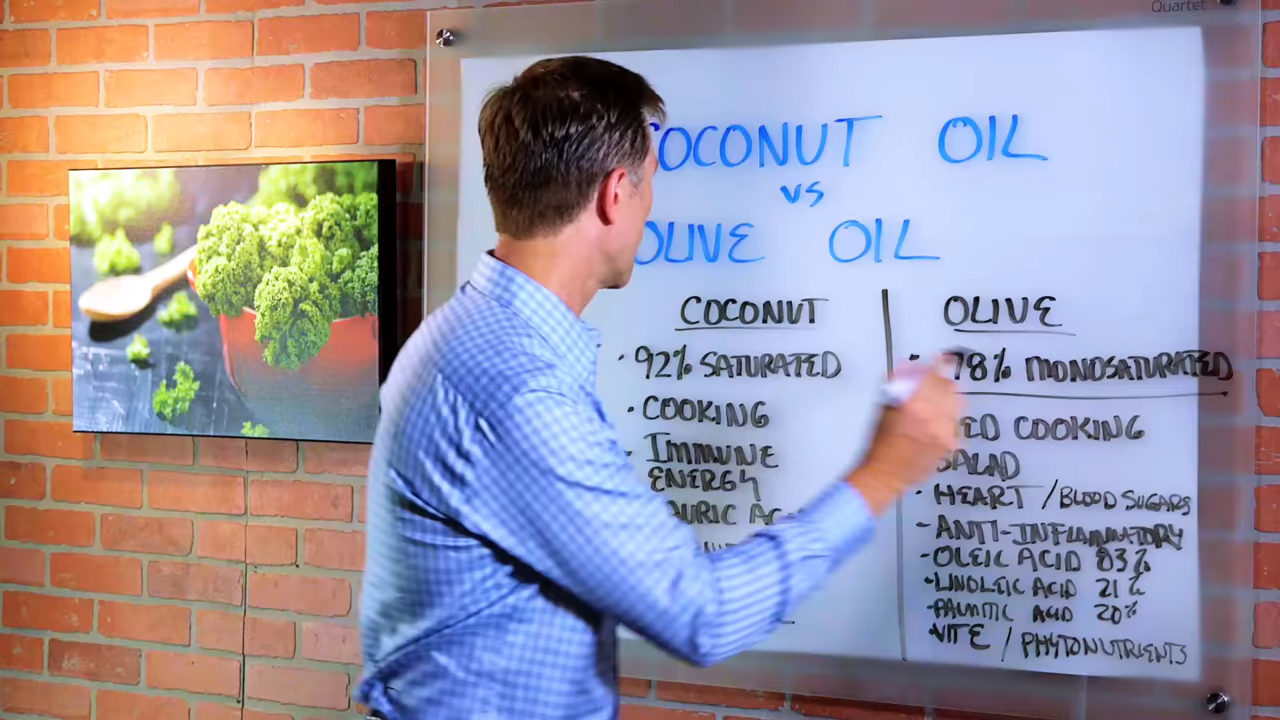 Quartet
COCONUT OIL
VS
OLIVE OIL
COCONUT
· 92% SATURATED
· COOKING
· IMMUNE
ENERGY
OLIVE
· 78% MONOSATURATED
COOKING
SALAD
· HEART / BLOOD SUGARS
- ANTI-INFLAMMATORY
- OLEIC ACID 83%
- LINOLEIC ACID 21%
- PALMITIC ACID 20%
· VIT E / PHYTONUTRIENTS